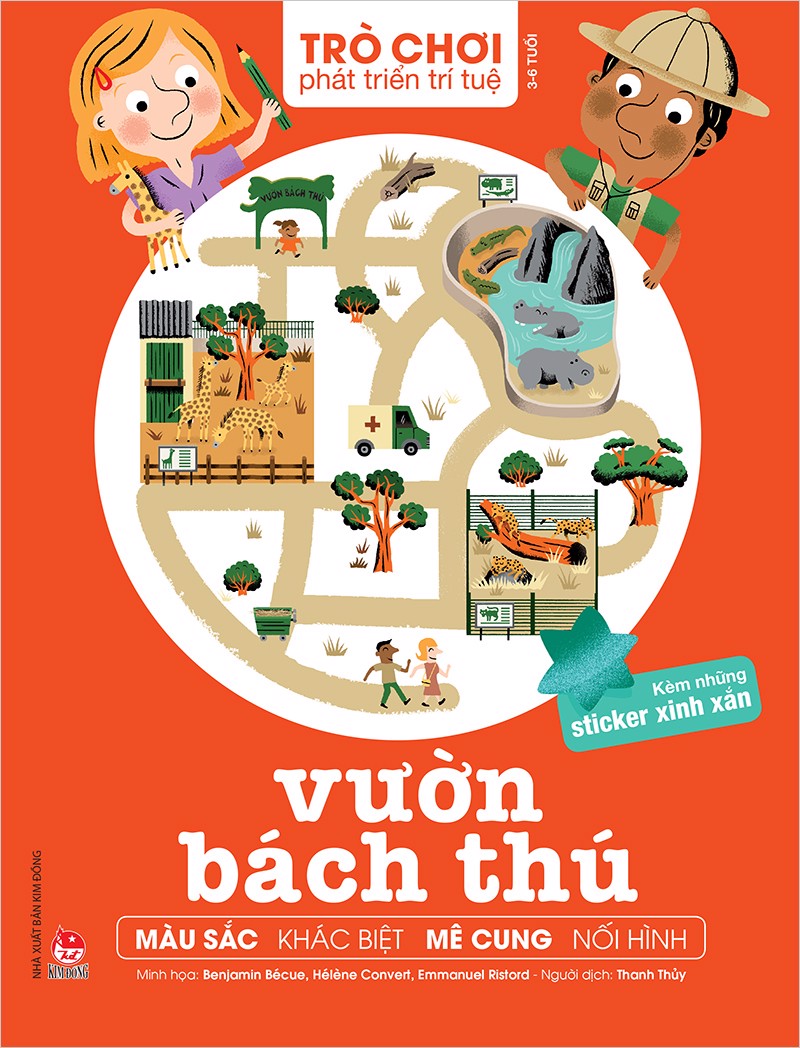 TRÒ CHƠI
phát triển trí tuệ
3-6 TUỔI
VUỒN BÁCH THÚ
Kèm những
sticker xinh xắn
vườn
bách thú
MÀU SẮC KHÁC BIỆT MÊ CUNG NỐI HÌNH
Minh họa: Benjamin Bécue, Hélène Convert, Emmanuel Ristord - Người dịch: Thanh Thủy
NHÀ XUẤT BẢN KIM ĐỒNG
KIM ĐỒNG